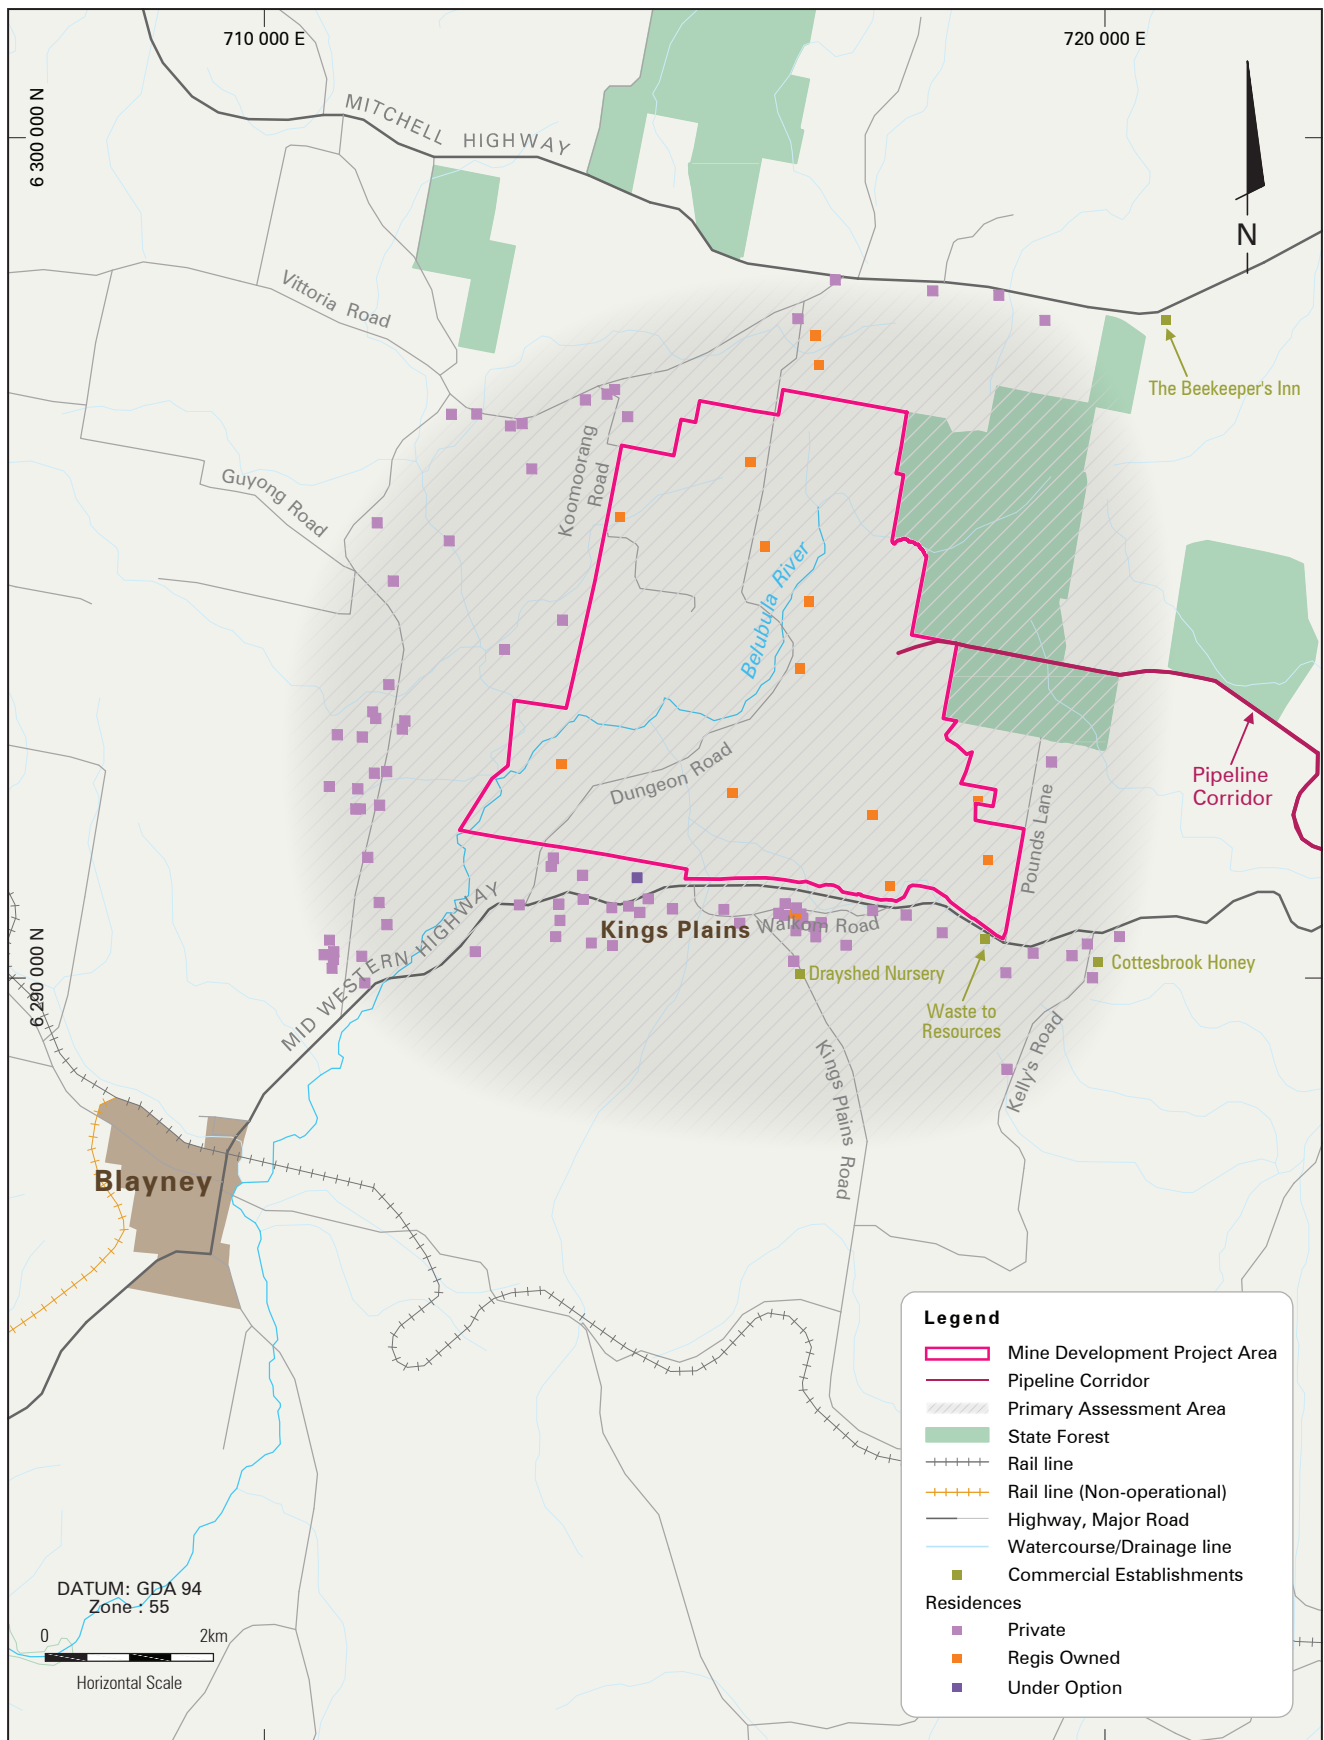 710 000 E
720 000 E
6 300 000 N
MITCHELL HIGHWAY
N
Vittoria Road
The Beekeeper's Inn
Koomoorang
Road
Guyong Road
Belubula River
Dungeon Road
Pipeline
Corridor
Pounds Lane
MID WESTERN HIGHWAY
Kings Plains
Walkom Road
6 290 000 N
Drayshed Nursery
Cottesbrook Honey
Waste to
Resources
Kings Plains Road
Kelly's Road
Blayney
Legend
Mine Development Project Area
Pipeline Corridor
Primary Assessment Area
State Forest
Rail line
Rail line (Non-operational)
Highway, Major Road
Watercourse/Drainage line
Commercial Establishments
Residences
Private
Regis Owned
Under Option
DATUM: GDA 94
Zone : 55
0 2km
Horizontal Scale